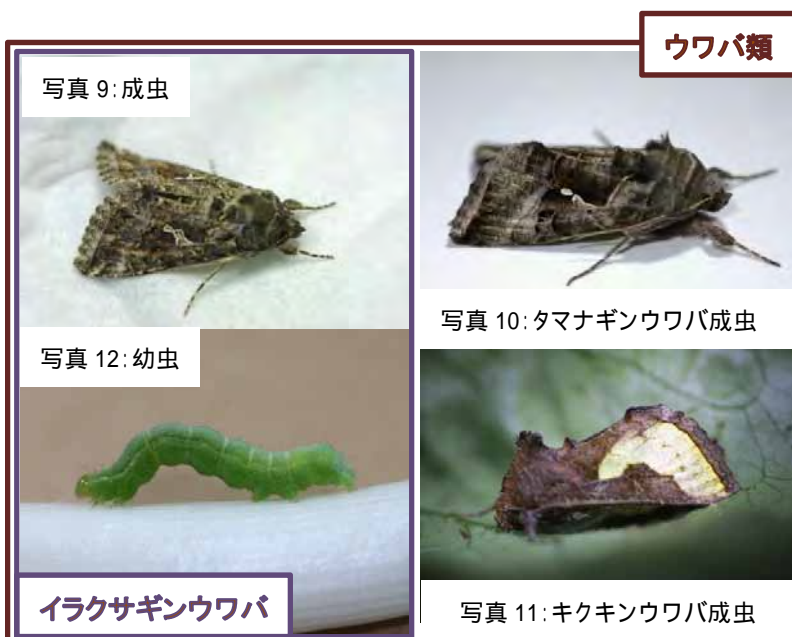 ウワバ類
写真 9:成虫
写真 10:タマナギンウワバ成虫
写真 12:幼虫
イラクサギンウワバ
写真 11:キクキンウワバ成虫